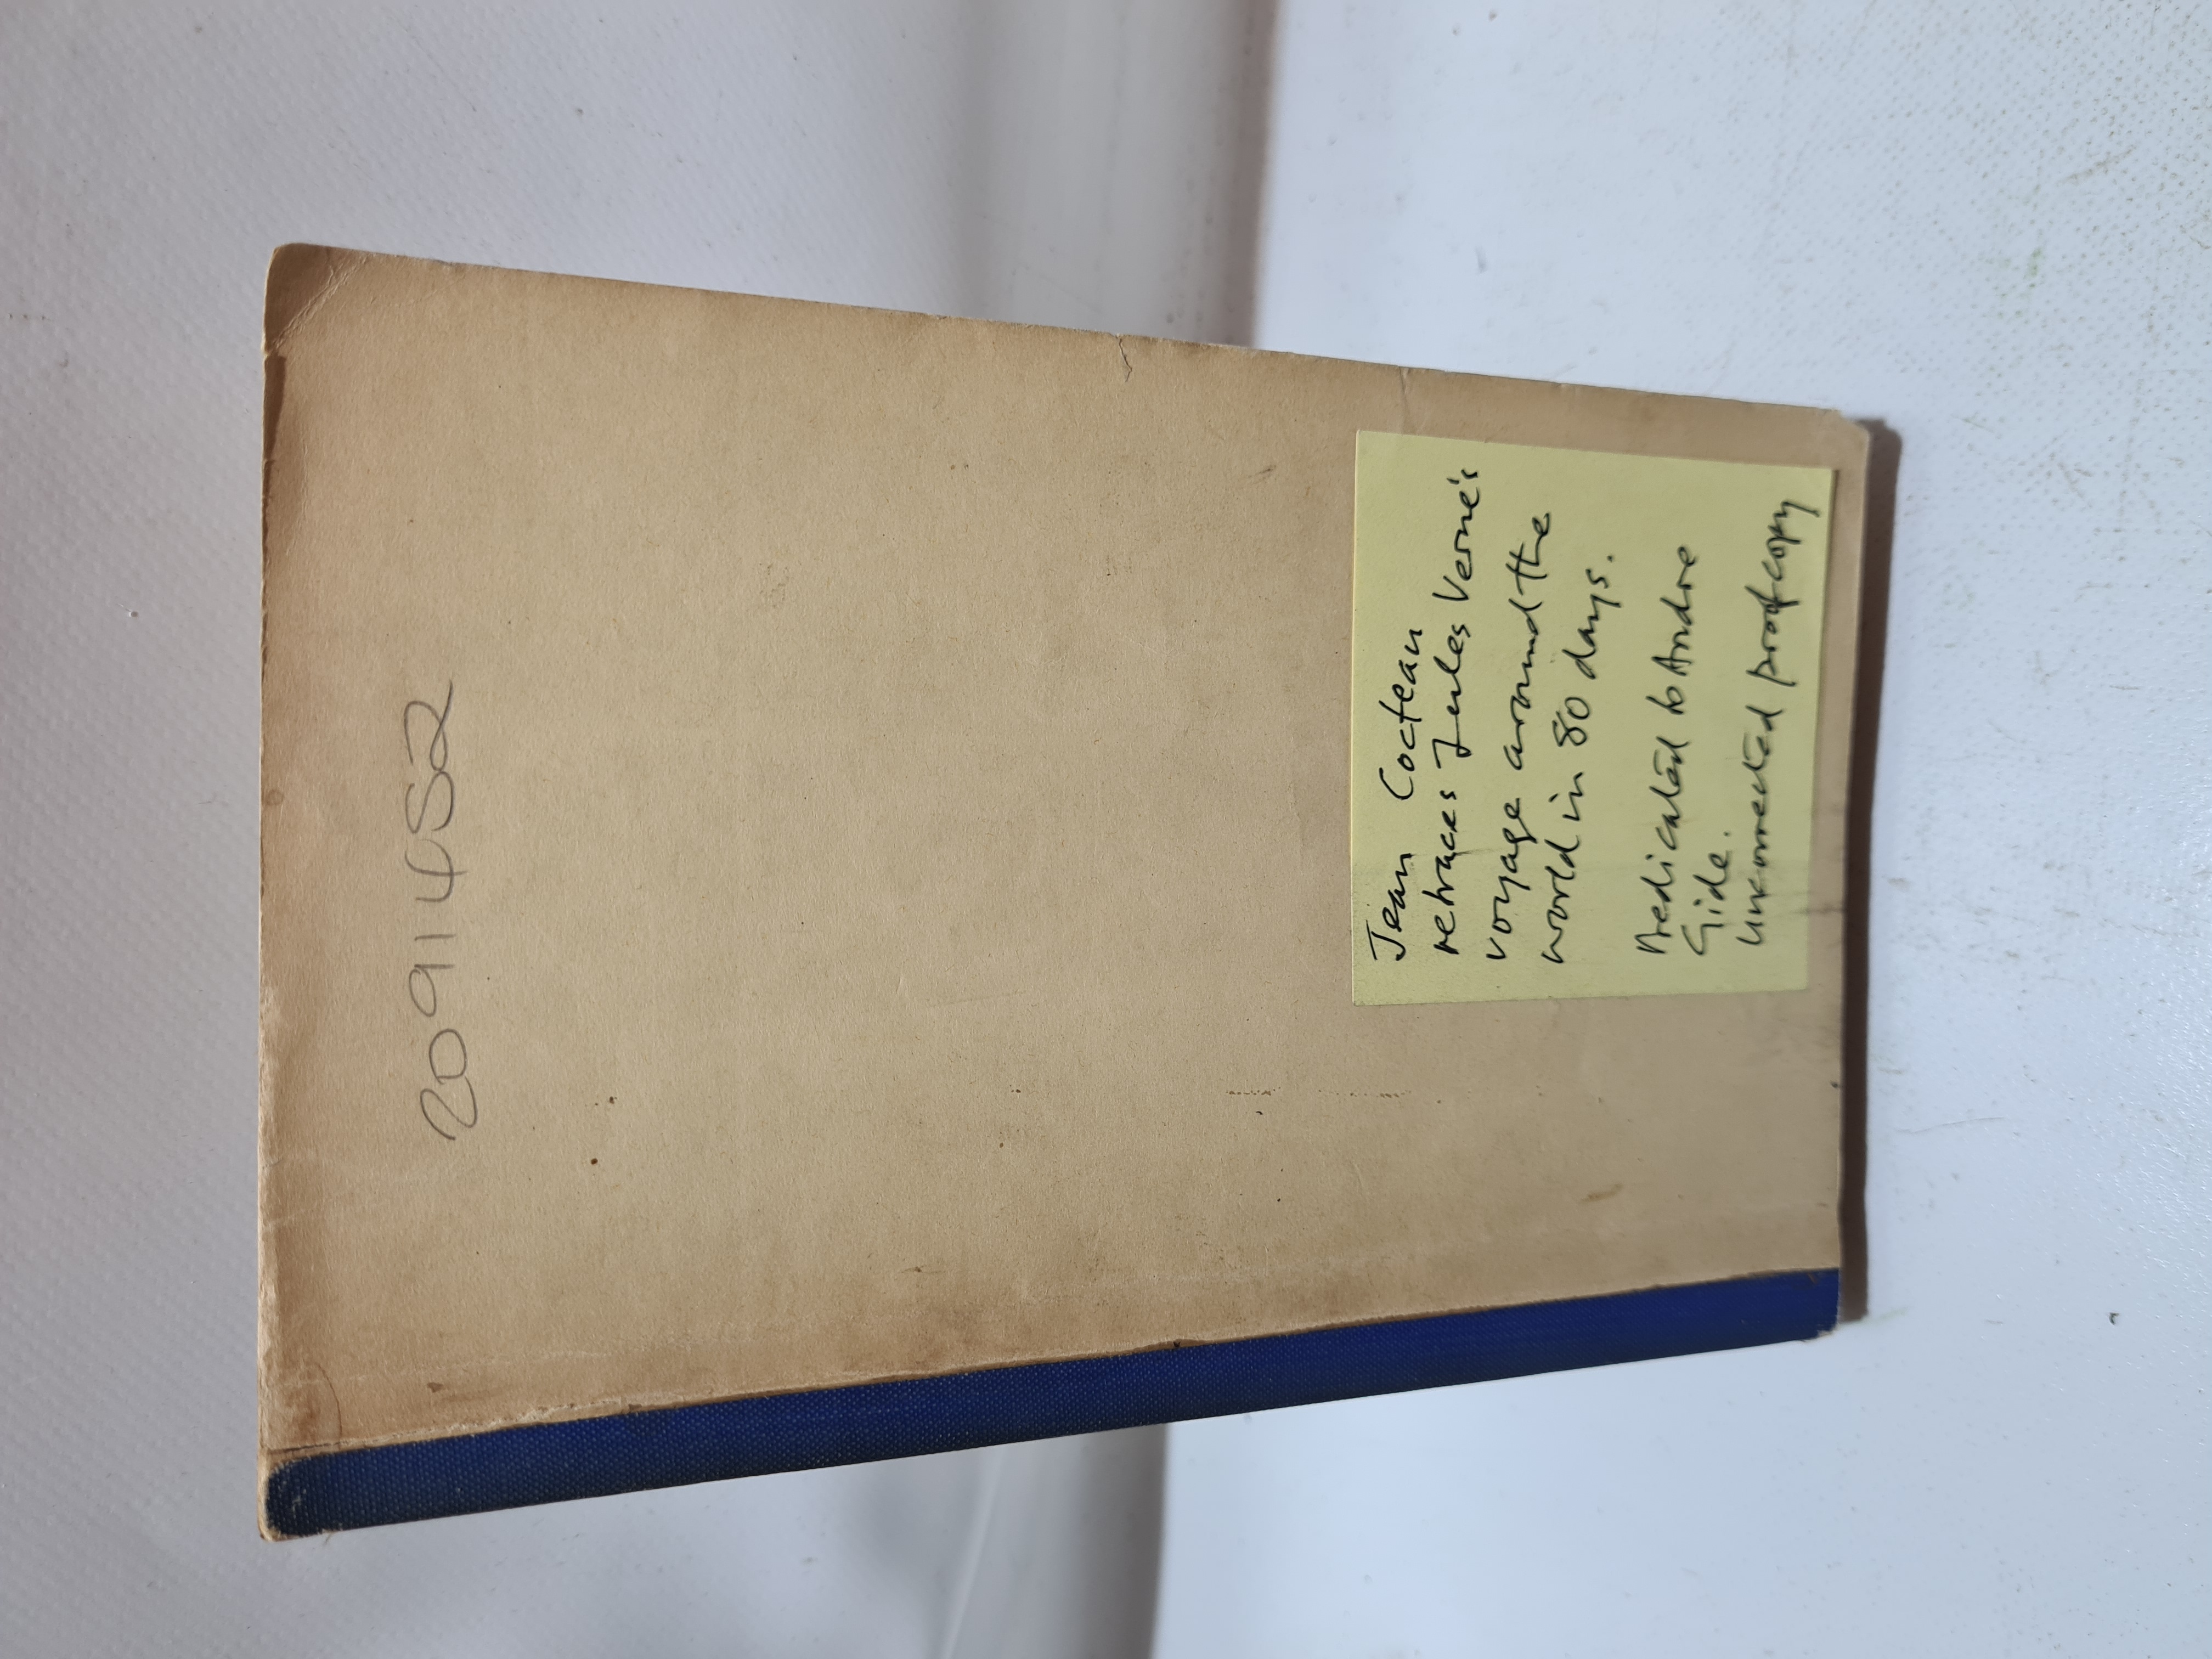 2091452
Jean Cocteau
retraces Jules Verne's
voyage around the
world in 80 days.
Dedicated to Andre
Gide.
Uncorrected proof copy